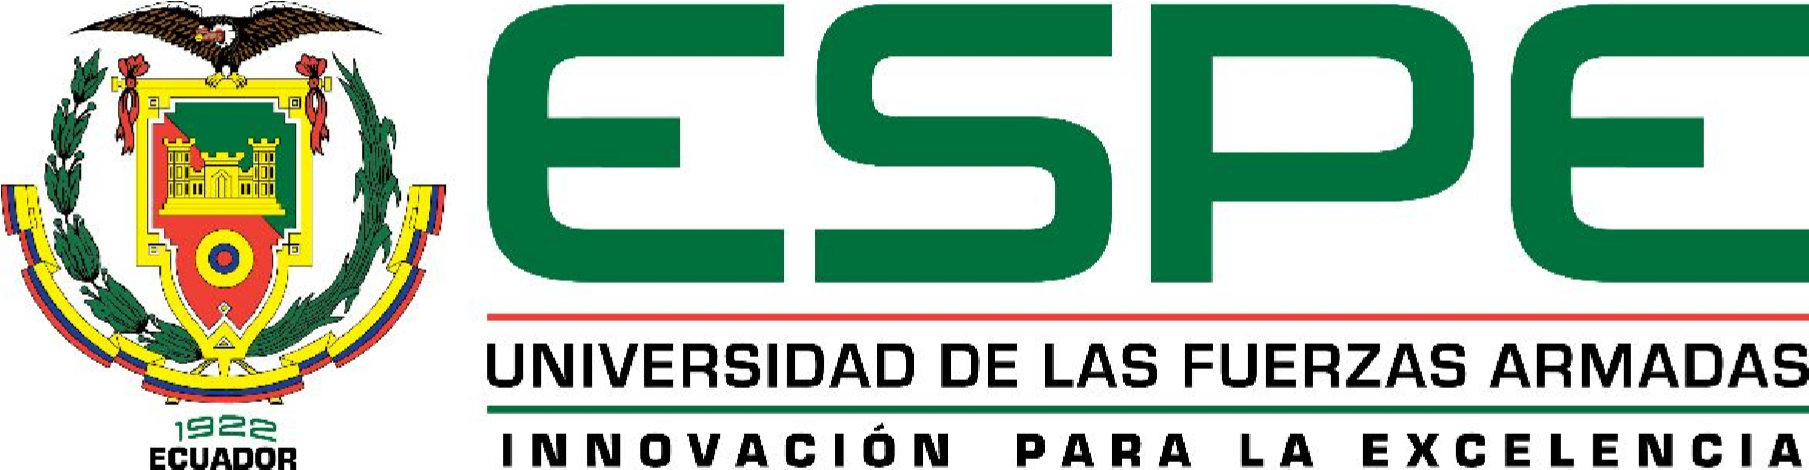 1922
ECUADOR
ESPE
UNIVERSIDAD DE LAS FUERZAS ARMADAS
INNOVACIÓN PARA LA EXCELENCIA